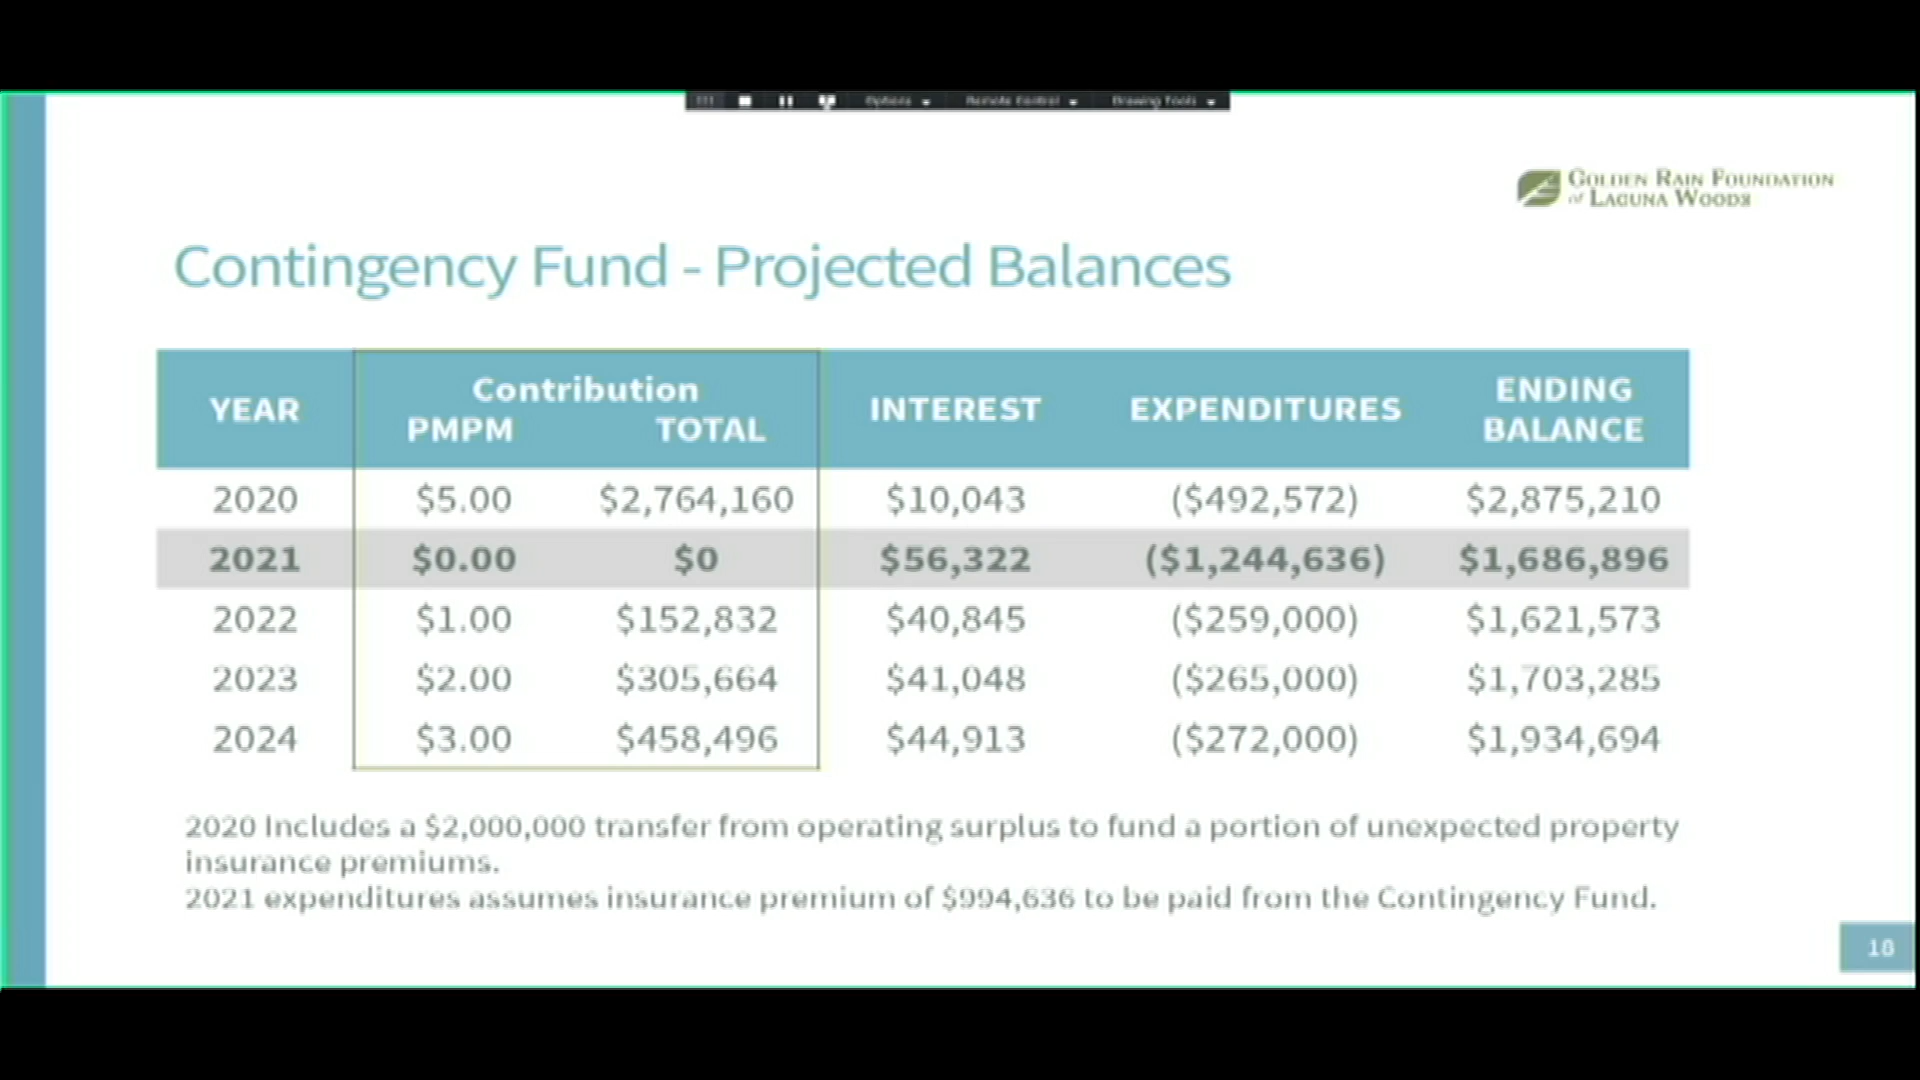 Options Remote Control Drawing Tools
GOLDEN RAIN FOUNDATION
of LAGUNA WOODS
Contingency Fund - Projected Balances
YEAR Contribution PMPM TOTAL INTEREST EXPENDITURES ENDING BALANCE
2020 $5.00 $2,764,160 $10,043 ($492,572) $2,875,210
2021 $0.00 $0 $56,322 ($1,244,636) $1,686,896
2022 $1.00 $152,832 $40,845 ($259,000) $1,621,573
2023 $2.00 $305,664 $41,048 ($265,000) $1,703,285
2024 $3.00 $458,496 $44,913 ($272,000) $1,934,694
2020 Includes a $2,000,000 transfer from operating surplus to fund a portion of unexpected property
insurance premiums.
2021 expenditures assumes insurance premium of $994,636 to be paid from the Contingency Fund.